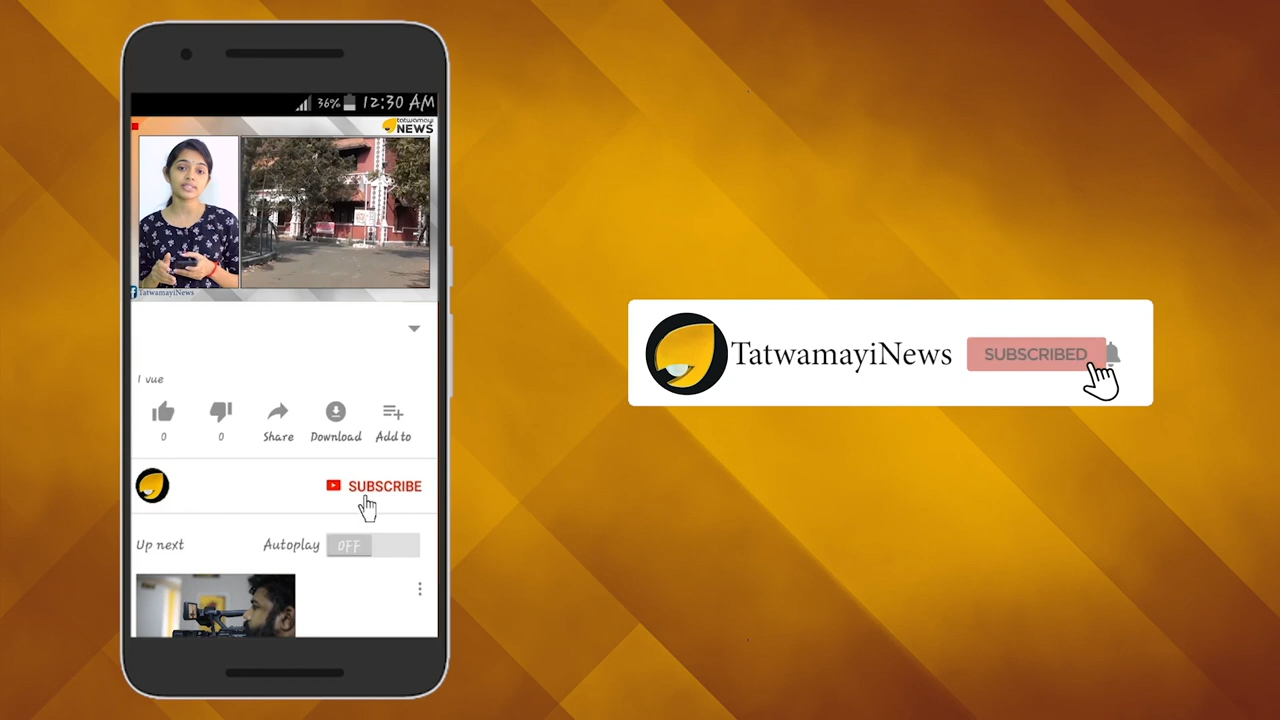 36% 12:30 AM
tatwamayi
NEWS
TatwamayiNews
1 vue
0 0 Share Download Add to
SUBSCRIBE
Up next Autoplay OFF
TatwamayiNews SUBSCRIBED